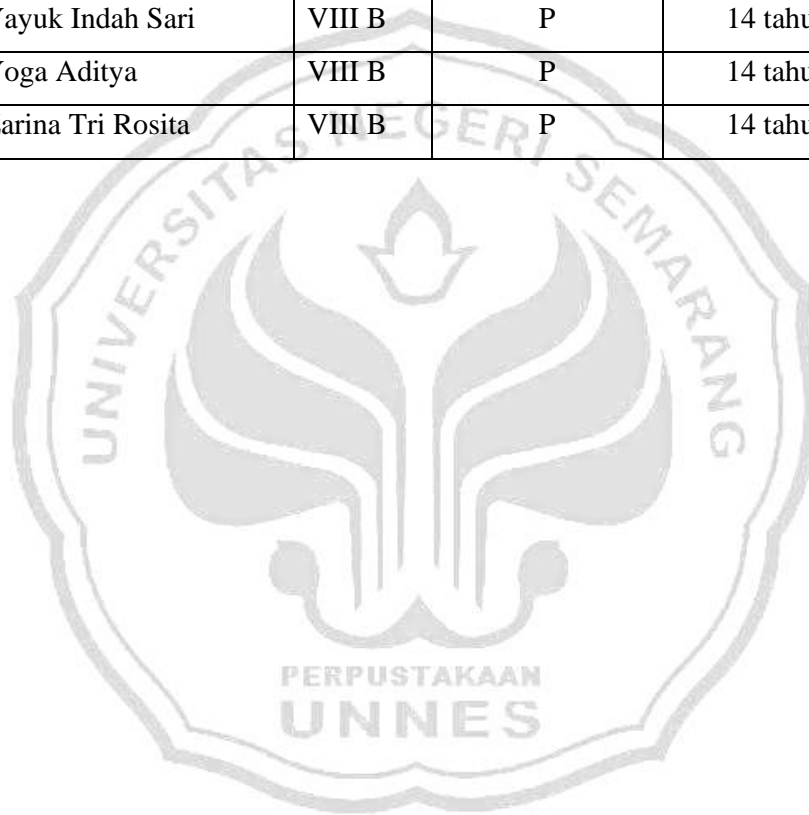 Yayuk Indah Sari VIII B P 14 tahu
Yoga Aditya VIII B P 14 tahu
arina Tri Rosita VIII B P 14 tahu
UNIVERSITAS NEGERI SEMARANG
PERPUSTAKAAN
UNNES